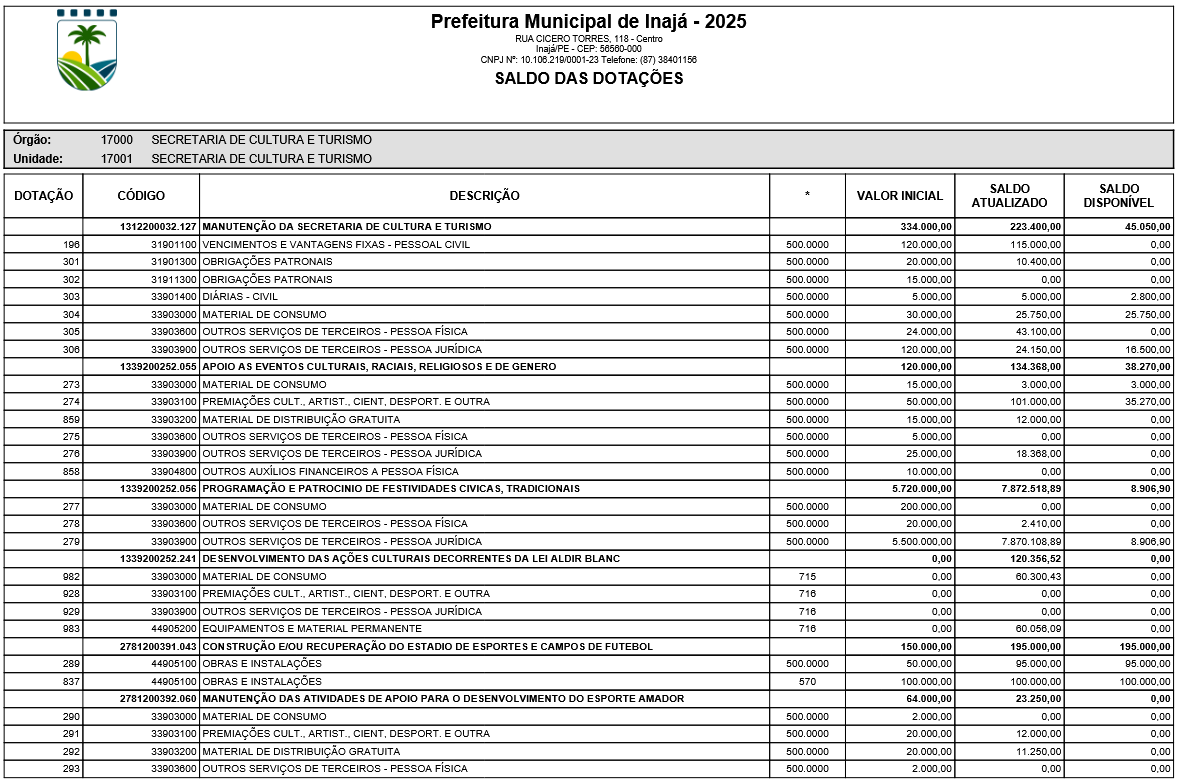 Prefeitura Municipal de Inajá - 2025
RUA CICERO TORRES, 118 - Centro
Inajá/PE - CEP: 56560-000
CNPJ Nº: 10.106.219/0001-23 Telefone: (87) 38401156
SALDO DAS DOTAÇÕES
Órgão: 17000 SECRETARIA DE CULTURA E TURISMO
Unidade: 17001 SECRETARIA DE CULTURA E TURISMO
DOTAÇÃO CÓDIGO DESCRIÇÃO * VALOR INICIAL SALDO ATUALIZADO SALDO DISPONÍVEL
1312200032.127 MANUTENÇÃO DA SECRETARIA DE CULTURA E TURISMO 334.000,00 223.400,00 45.050,00
196 31901100 VENCIMENTOS E VANTAGENS FIXAS - PESSOAL CIVIL 500.0000 120.000,00 115.000,00 0,00
301 31901300 OBRIGAÇÕES PATRONAIS 500.0000 20.000,00 10.400,00 0,00
302 31911300 OBRIGAÇÕES PATRONAIS 500.0000 15.000,00 0,00 0,00
303 33901400 DIÁRIAS - CIVIL 500.0000 5.000,00 5.000,00 2.800,00
304 33903000 MATERIAL DE CONSUMO 500.0000 30.000,00 25.750,00 25.750,00
305 33903600 OUTROS SERVIÇOS DE TERCEIROS - PESSOA FÍSICA 500.0000 24.000,00 43.100,00 0,00
306 33903900 OUTROS SERVIÇOS DE TERCEIROS - PESSOA JURÍDICA 500.0000 120.000,00 24.150,00 16.500,00
1339200252.055 APOIO AS EVENTOS CULTURAIS, RACIAIS, RELIGIOSOS E DE GENERO 120.000,00 134.368,00 38.270,00
273 33903000 MATERIAL DE CONSUMO 500.0000 15.000,00 3.000,00 3.000,00
274 33903100 PREMIAÇÕES CULT., ARTIST., CIENT, DESPORT. E OUTRA 500.0000 50.000,00 101.000,00 35.270,00
859 33903200 MATERIAL DE DISTRIBUIÇÃO GRATUITA 500.0000 15.000,00 12.000,00 0,00
275 33903600 OUTROS SERVIÇOS DE TERCEIROS - PESSOA FÍSICA 500.0000 5.000,00 0,00 0,00
276 33903900 OUTROS SERVIÇOS DE TERCEIROS - PESSOA JURÍDICA 500.0000 25.000,00 18.368,00 0,00
858 33904800 OUTROS AUXÍLIOS FINANCEIROS A PESSOA FÍSICA 500.0000 10.000,00 0,00 0,00
1339200252.056 PROGRAMAÇÃO E PATROCINIO DE FESTIVIDADES CIVICAS, TRADICIONAIS 5.720.000,00 7.872.518,89 8.906,90
277 33903000 MATERIAL DE CONSUMO 500.0000 200.000,00 0,00 0,00
278 33903600 OUTROS SERVIÇOS DE TERCEIROS - PESSOA FÍSICA 500.0000 20.000,00 2.410,00 0,00
279 33903900 OUTROS SERVIÇOS DE TERCEIROS - PESSOA JURÍDICA 500.0000 5.500.000,00 7.870.108,89 8.906,90
1339200252.241 DESENVOLVIMENTO DAS AÇÕES CULTURAIS DECORRENTES DA LEI ALDIR BLANC 0,00 120.356,52 0,00
982 33903000 MATERIAL DE CONSUMO 715 0,00 60.300,43 0,00
928 33903100 PREMIAÇÕES CULT., ARTIST., CIENT, DESPORT. E OUTRA 716 0,00 0,00 0,00
929 33903900 OUTROS SERVIÇOS DE TERCEIROS - PESSOA JURÍDICA 716 0,00 0,00 0,00
983 44905200 EQUIPAMENTOS E MATERIAL PERMANENTE 716 0,00 60.056,09 0,00
2781200391.043 CONSTRUÇÃO E/OU RECUPERAÇÃO DO ESTADIO DE ESPORTES E CAMPOS DE FUTEBOL 150.000,00 195.000,00 195.000,00
289 44905100 OBRAS E INSTALAÇÕES 500.0000 50.000,00 95.000,00 95.000,00
837 44905100 OBRAS E INSTALAÇÕES 570 100.000,00 100.000,00 100.000,00
2781200392.060 MANUTENÇÃO DAS ATIVIDADES DE APOIO PARA O DESENVOLVIMENTO DO ESPORTE AMADOR 64.000,00 23.250,00 0,00
290 33903000 MATERIAL DE CONSUMO 500.0000 2.000,00 0,00 0,00
291 33903100 PREMIAÇÕES CULT., ARTIST., CIENT, DESPORT. E OUTRA 500.0000 20.000,00 12.000,00 0,00
292 33903200 MATERIAL DE DISTRIBUIÇÃO GRATUITA 500.0000 20.000,00 11.250,00 0,00
293 33903600 OUTROS SERVIÇOS DE TERCEIROS - PESSOA FÍSICA 500.0000 2.000,00 0,00 0,00